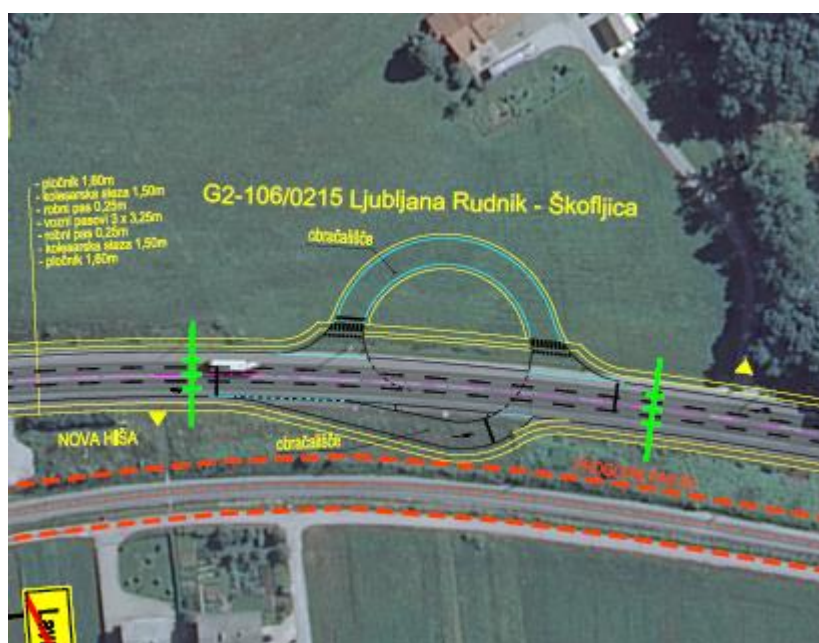 - pločnik 1,60m
- kolesarska steza 1,50m
- robni pas 0,25m
- vozni pasovi 3 x 3,25m
- robni pas 0,25m
- kolesarska steza 1,50m
- pločnik 1,60m
G2-106/0215 Ljubljana Rudnik - Škofljica
obračališče
NOVA HIŠA
obračališče